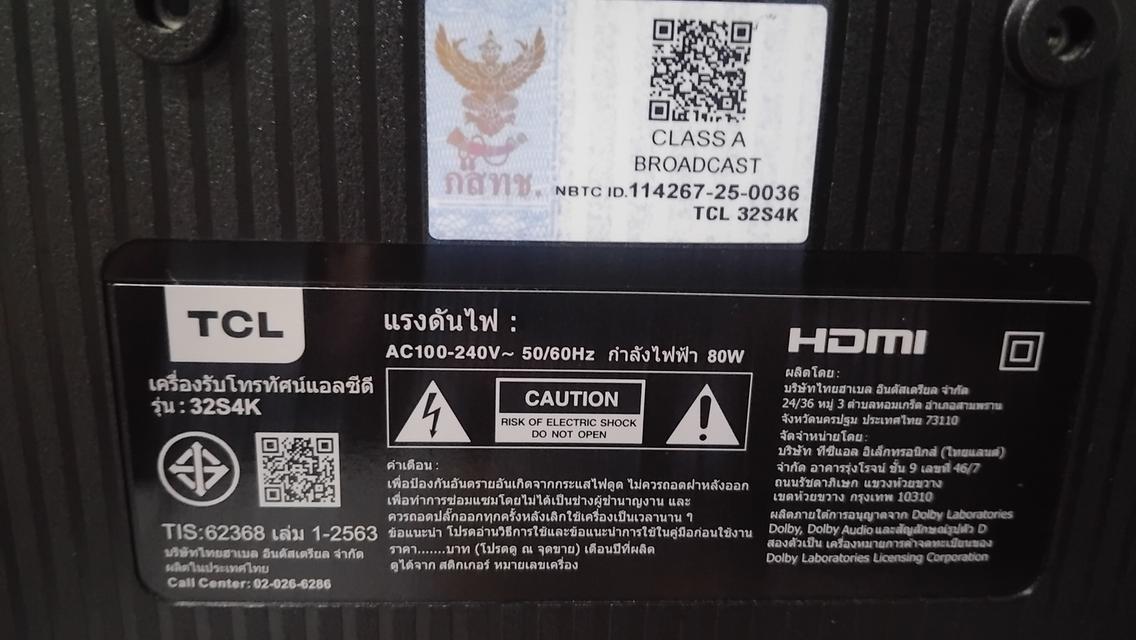 กสทช.
CLASS A
BROADCAST
NBTC ID.114267-25-0036
TCL 32S4K
TCL
เครื่องรับโทรทัศน์แอลซีดี
รุ่น : 32S4K
TIS:62368 เล่ม 1-2563
บริษัทไทยฮาเบล อินดัสเตรียล จำกัด
ผลิตในประเทศไทย
Call Center: 02-026-6286
แรงดันไฟ :
AC100-240V~ 50/60Hz กำลังไฟฟ้า 80W
CAUTION
RISK OF ELECTRIC SHOCK
DO NOT OPEN
คำเตือน :
เพื่อป้องกันอันตรายอันเกิดจากกระแสไฟดูด ไม่ควรถอดฝาหลังออก
เพื่อทำการซ่อมแซมโดยไม่ได้เป็นช่างผู้ชำนาญงาน และ
ควรถอดปลั๊กออกทุกครั้งหลังเลิกใช้เครื่องเป็นเวลานาน ๆ
ข้อแนะนำ โปรดอ่านวิธีการใช้และข้อแนะนำการใช้ในคู่มือก่อนใช้งาน
ราคา.......บาท (โปรดดู ณ จุดขาย) เดือนปีที่ผลิต
ดูได้จาก สติกเกอร์ หมายเลขเครื่อง
HDMI
ผลิตโดย :
บริษัทไทยฮาเบล อินดัสเตรียล จำกัด
24/36 หมู่ 3 ตำบลหอมเกร็ด อำเภอสามพราน
จังหวัดนครปฐม ประเทศไทย 73110
จัดจำหน่ายโดย :
บริษัท ทีซีแอล อิเล็กทรอนิกส์ (ไทยแลนด์)
จำกัด อาคารรุ่งโรจน์ ชั้น 9 เลขที่ 46/7
ถนนรัชดาภิเษก แขวงห้วยขวาง
เขตห้วยขวาง กรุงเทพ 10310
ผลิตภายใต้การอนุญาตจาก Dolby Laboratories
Dolby, Dolby Audio และสัญลักษณ์รูปตัว D
สองตัวเป็น เครื่องหมายการค้าจดทะเบียนของ
Dolby Laboratories Licensing Corporation